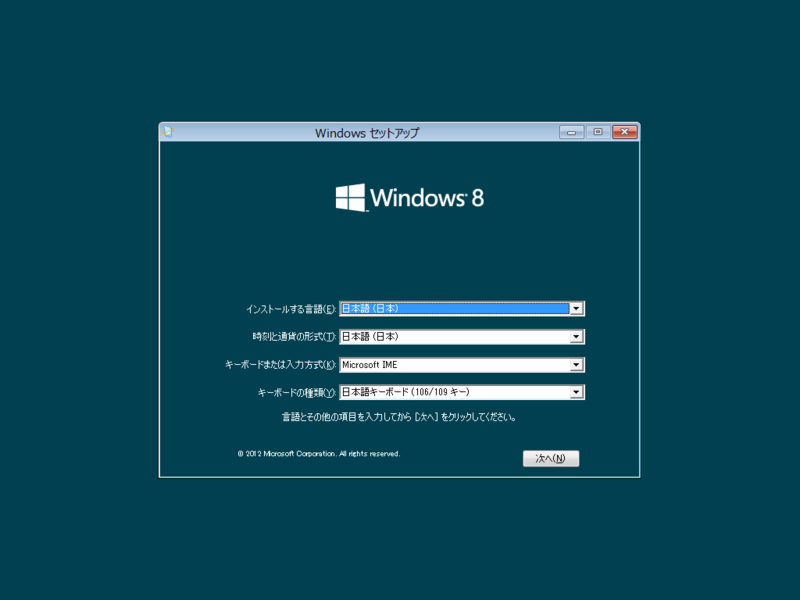 Windows セットアップ
Windows 8
インストールする言語(E): 日本語 (日本)
時刻と通貨の形式(T): 日本語 (日本)
キーボードまたは入力方式(K): Microsoft IME
キーボードの種類(Y): 日本語キーボード (106/109 キー)
言語とその他の項目を入力してから [次へ] をクリックしてください。
© 2012 Microsoft Corporation. All rights reserved.
次へ(N)